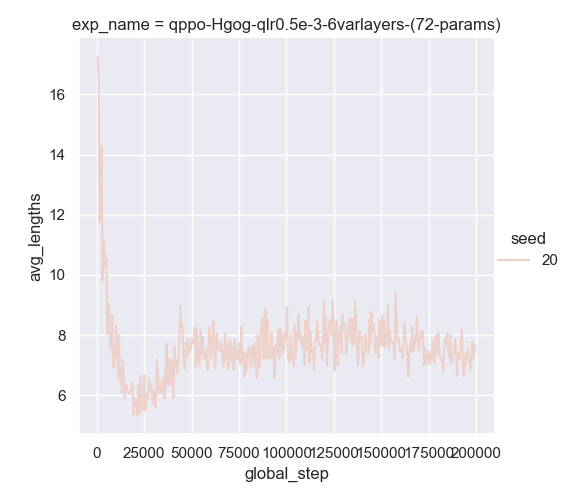 exp_name = qppo-Hgog-qlr0.5e-3-6varlayers-(72-params)
16
14
12
10
8
6
avg_lengths
seed
20
0 25000 50000 75000 100000 125000 150000 175000 200000
global_step